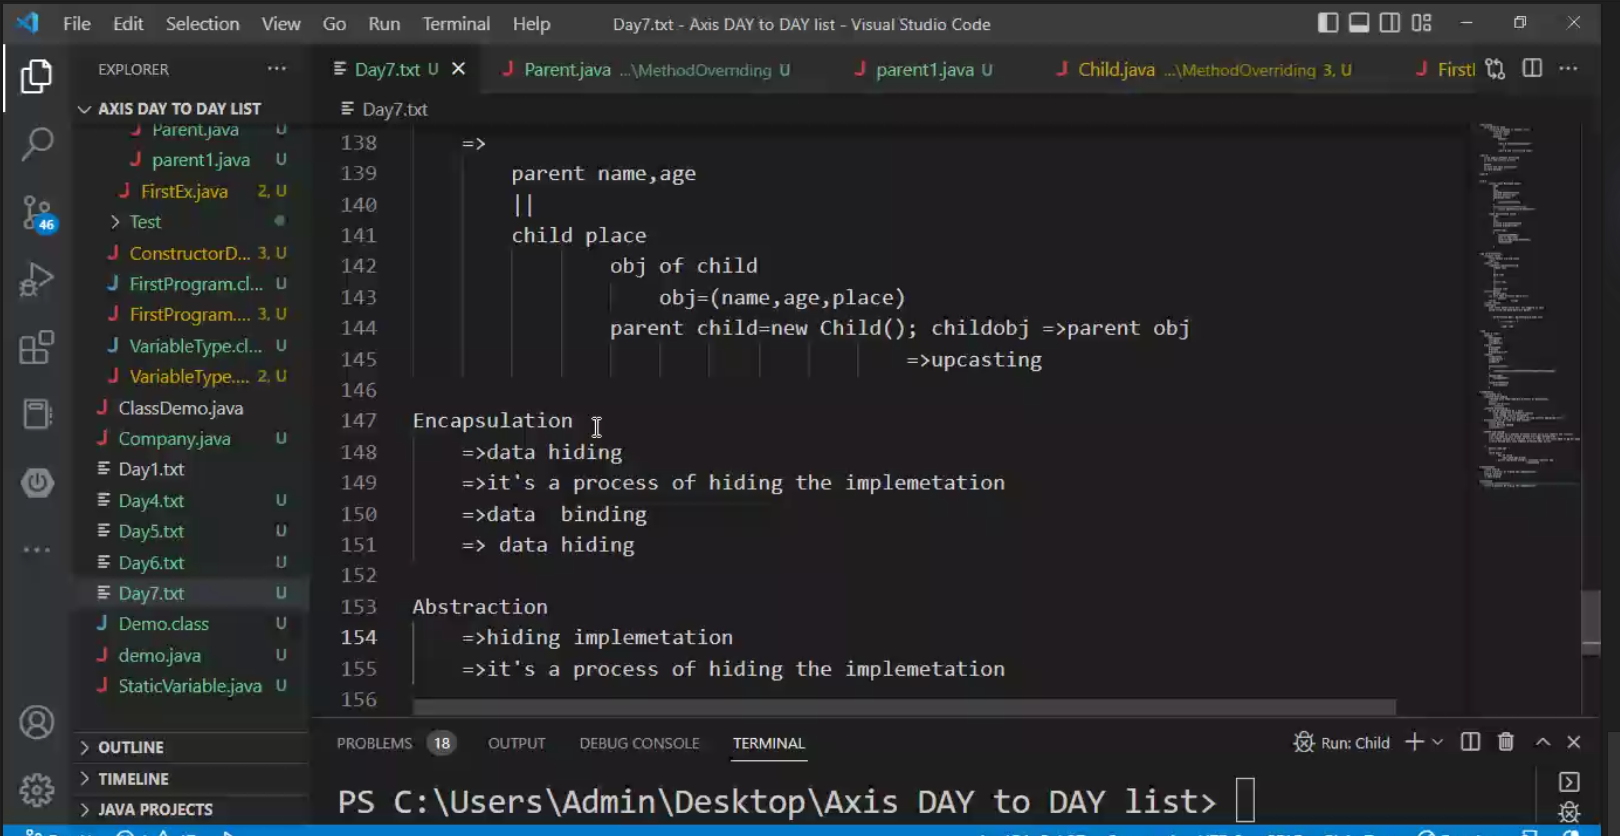 File Edit Selection View Go Run Terminal Help Day7.txt - Axis DAY to DAY list - Visual Studio Code
EXPLORER ...
Day7.txt U Parent.java ...\MethodOverriding U parent1.java U Child.java ...\MethodOverriding 3, U
AXIS DAY TO DAY LIST
Day7.txt
Parent.java U
parent1.java U
FirstEx.java 2, U
Test
ConstructorD... 3, U
FirstProgram.cl... U
FirstProgram.... 3, U
VariableType.cl... U
VariableType.... 2, U
ClassDemo.java
Company.java U
Day1.txt
Day4.txt U
Day5.txt U
Day6.txt U
Day7.txt U
Demo.class U
demo.java U
StaticVariable.java U
OUTLINE
TIMELINE
JAVA PROJECTS
46
138 =>
139 parent name,age
140 ||
141 child place
142 obj of child
143 obj=(name,age,place)
144 parent child=new Child(); childobj =>parent obj
145 =>upcasting
146
147 Encapsulation
148 =>data hiding
149 =>it's a process of hiding the implemetation
150 =>data  binding
151 => data hiding
152
153 Abstraction
154 =>hiding implemetation
155 =>it's a process of hiding the implemetation
156
PROBLEMS 18 OUTPUT DEBUG CONSOLE TERMINAL Run: Child
PS C:\Users\Admin\Desktop\Axis DAY to DAY list>